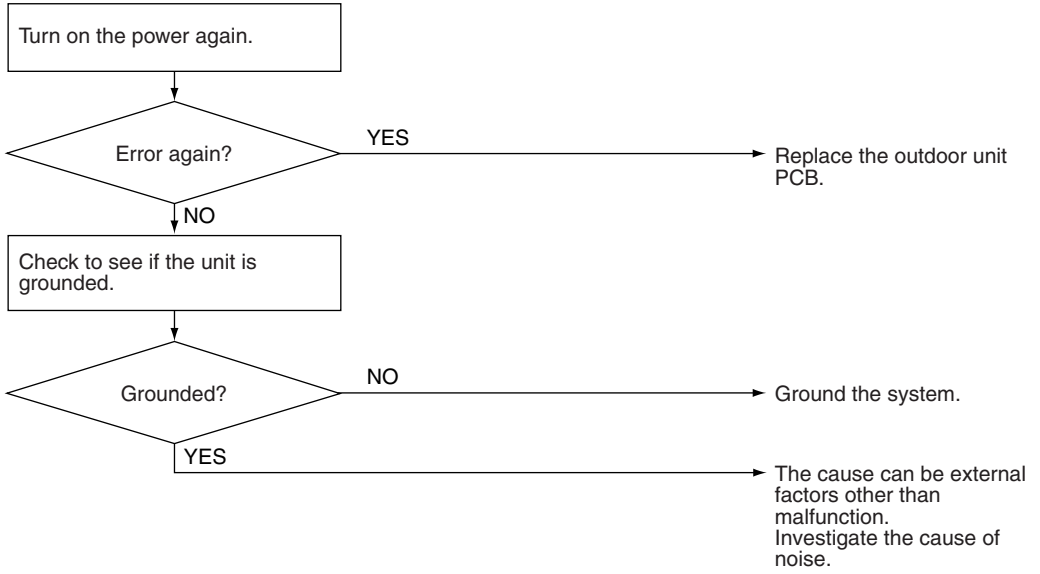 Turn on the power again.
Error again?
YES
Replace the outdoor unit
PCB.
NO
Check to see if the unit is
grounded.
Grounded?
NO
Ground the system.
YES
The cause can be external
factors other than
malfunction.
Investigate the cause of
noise.